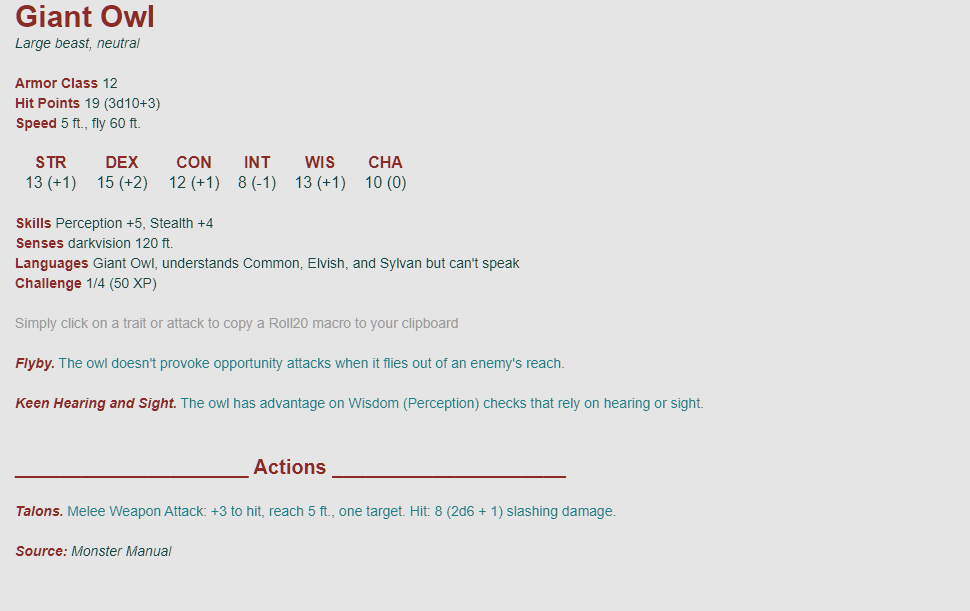 Giant Owl
Large beast, neutral
Armor Class 12
Hit Points 19 (3d10+3)
Speed 5 ft., fly 60 ft.
STR DEX CON INT WIS CHA
13 (+1) 15 (+2) 12 (+1) 8 (-1) 13 (+1) 10 (0)
Skills Perception +5, Stealth +4
Senses darkvision 120 ft.
Languages Giant Owl, understands Common, Elvish, and Sylvan but can't speak
Challenge 1/4 (50 XP)
Simply click on a trait or attack to copy a Roll20 macro to your clipboard
Flyby. The owl doesn't provoke opportunity attacks when it flies out of an enemy's reach.
Keen Hearing and Sight. The owl has advantage on Wisdom (Perception) checks that rely on hearing or sight.
Actions
Talons. Melee Weapon Attack: +3 to hit, reach 5 ft., one target. Hit: 8 (2d6 + 1) slashing damage.
Source: Monster Manual